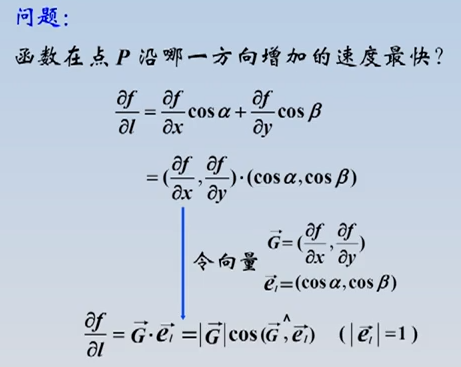 问题:
函数在点 P 沿哪一方向增加的速度最快?
∂f/∂l = ∂f/∂x cos α + ∂f/∂y cos β
= (∂f/∂x, ∂f/∂y)·(cos α, cos β)
令向量 G⃗ = (∂f/∂x, ∂f/∂y)
e⃗ₗ = (cos α, cos β)
∂f/∂l = G⃗·e⃗ₗ = |G⃗| cos(G⃗ ,^ e⃗ₗ) ( |e⃗ₗ| = 1 )